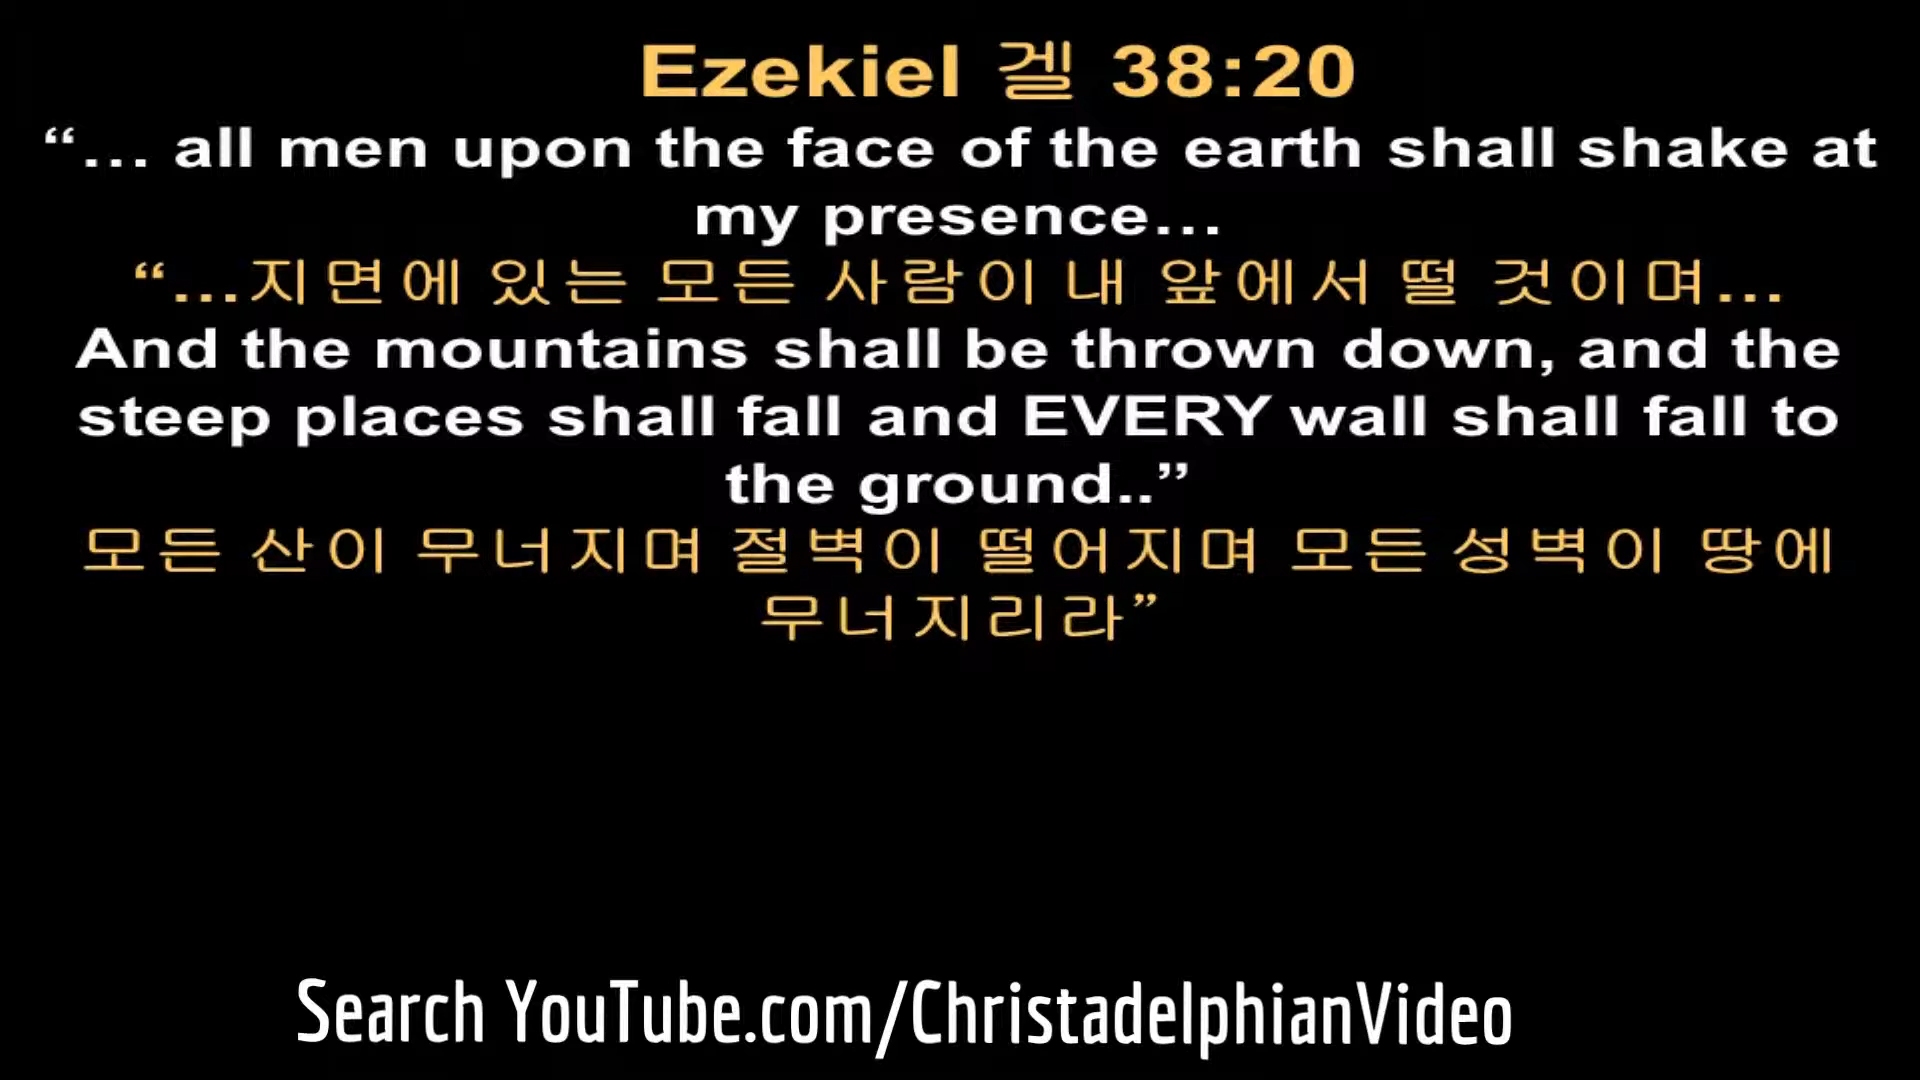 Ezekiel 겔 38:20
“... all men upon the face of the earth shall shake at
my presence...
“...지면에 있는 모든 사람이 내 앞에서 떨 것이며...
And the mountains shall be thrown down, and the
steep places shall fall and EVERY wall shall fall to
the ground..”
모든 산이 무너지며 절벽이 떨어지며 모든 성벽이 땅에
무너지리라”
Search YouTube.com/ChristadelphianVideo